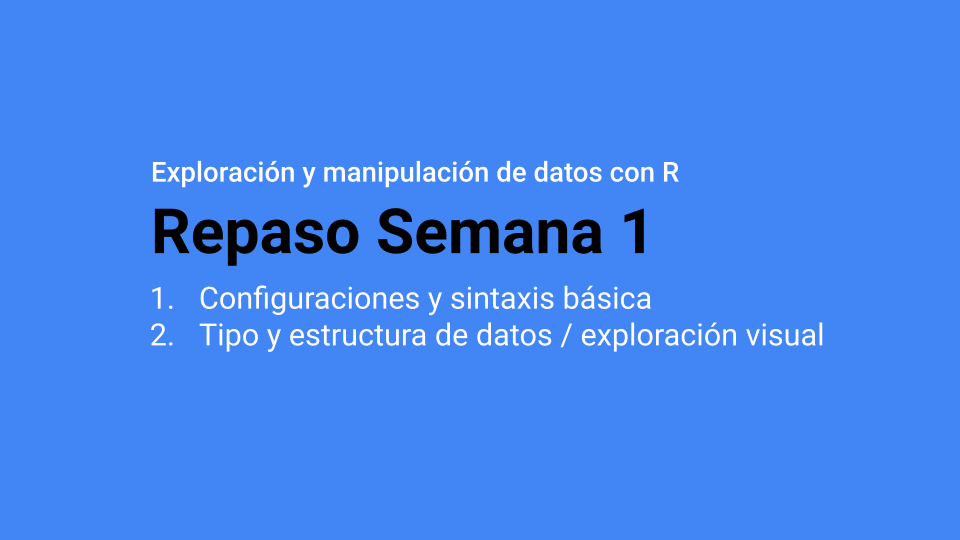 Exploración y manipulación de datos con R
Repaso Semana 1
1. Configuraciones y sintaxis básica
2. Tipo y estructura de datos / exploración visual